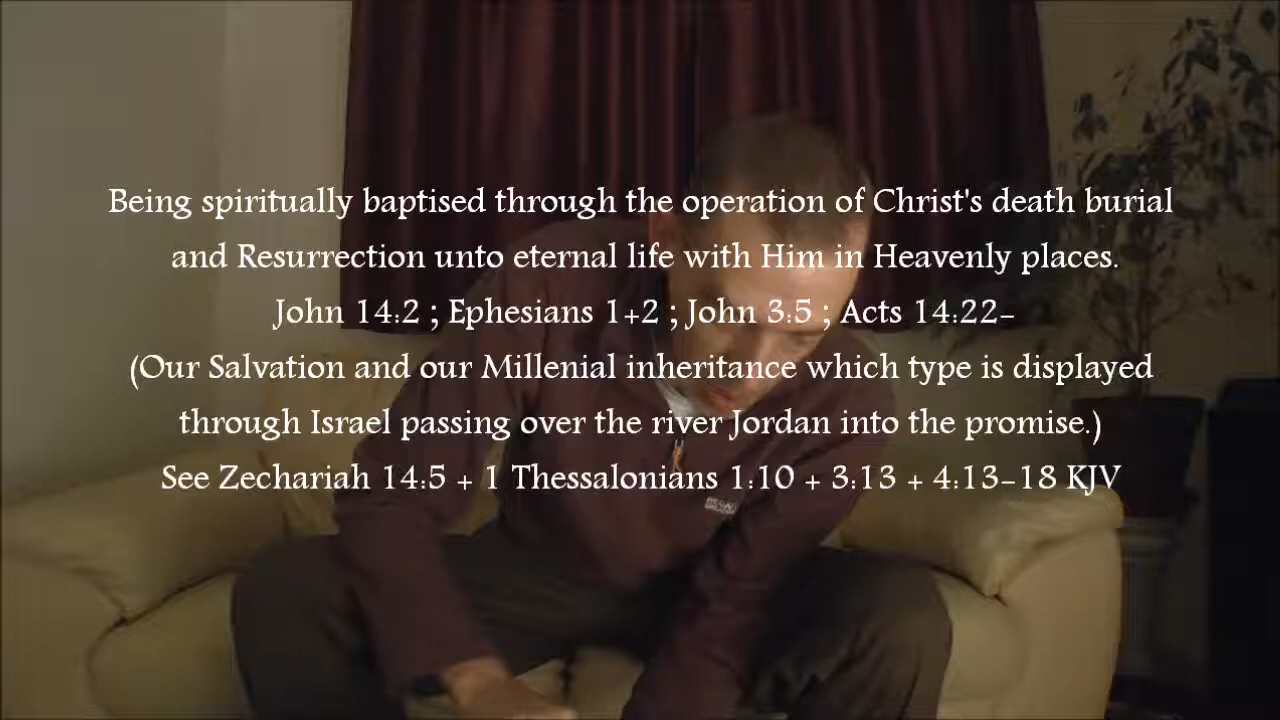 Being spiritually baptised through the operation of Christ's death burial
and Resurrection unto eternal life with Him in Heavenly places.
John 14:2 ; Ephesians 1+2 ; John 3:5 ; Acts 14:22-
(Our Salvation and our Millenial inheritance which type is displayed
through Israel passing over the river Jordan into the promise.)
See Zechariah 14:5 + 1 Thessalonians 1:10 + 3:13 + 4:13-18 KJV